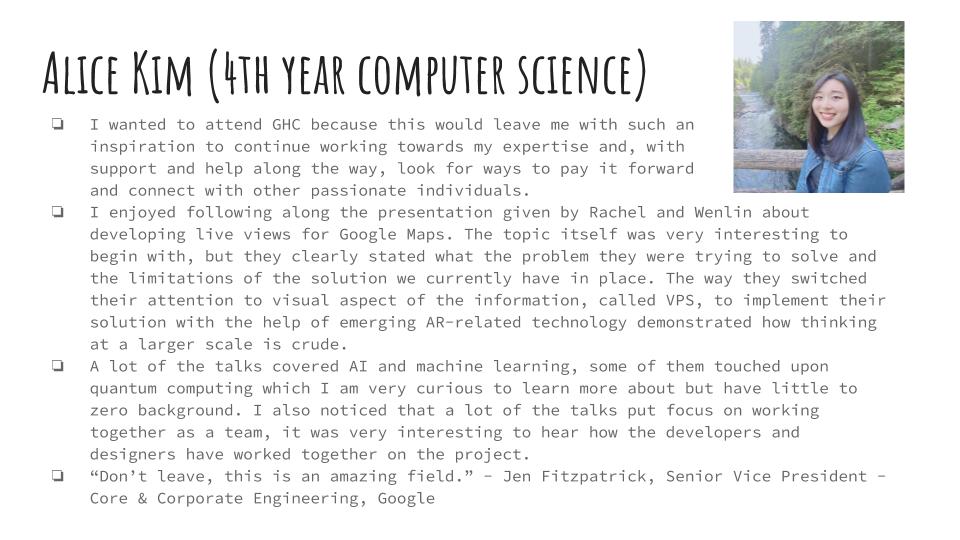 Alice Kim (4th year computer science)
❏ I wanted to attend GHC because this would leave me with such an
inspiration to continue working towards my expertise and, with
support and help along the way, look for ways to pay it forward
and connect with other passionate individuals.
❏ I enjoyed following along the presentation given by Rachel and Wenlin about
developing live views for Google Maps. The topic itself was very interesting to
begin with, but they clearly stated what the problem they were trying to solve and
the limitations of the solution we currently have in place. The way they switched
their attention to visual aspect of the information, called VPS, to implement their
solution with the help of emerging AR-related technology demonstrated how thinking
at a larger scale is crude.
❏ A lot of the talks covered AI and machine learning, some of them touched upon
quantum computing which I am very curious to learn more about but have little to
zero background. I also noticed that a lot of the talks put focus on working
together as a team, it was very interesting to hear how the developers and
designers have worked together on the project.
❏ “Don’t leave, this is an amazing field.” - Jen Fitzpatrick, Senior Vice President -
Core & Corporate Engineering, Google